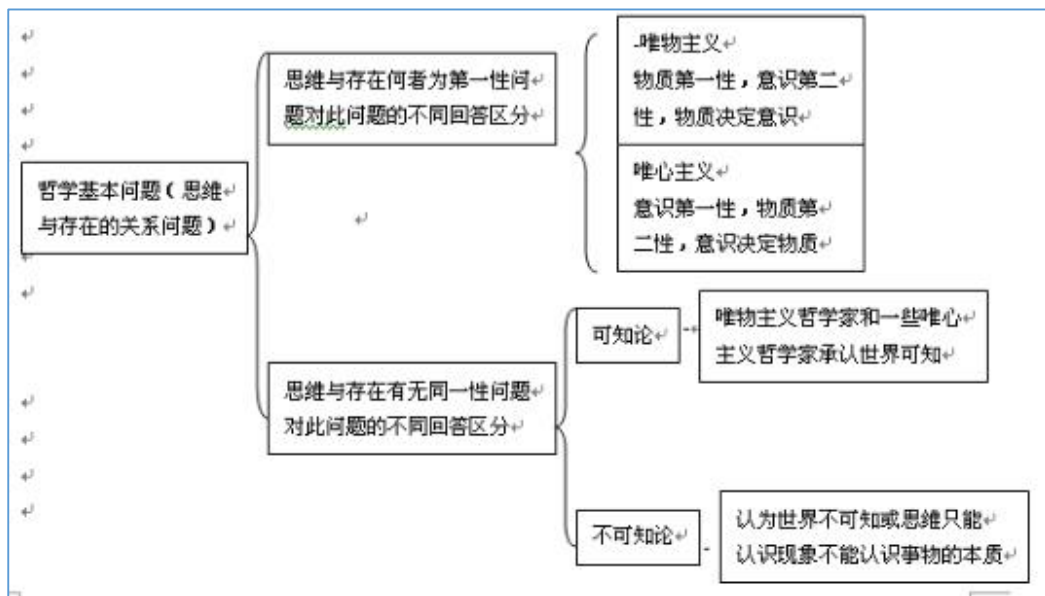 哲学基本问题(思维
与存在的关系问题)
思维与存在何者为第一性问
题对此问题的不同回答区分
-唯物主义
物质第一性,意识第二
性,物质决定意识
唯心主义
意识第一性,物质第
二性,意识决定物质
思维与存在有无同一性问题
对此问题的不同回答区分
可知论
唯物主义哲学家和一些唯心
主义哲学家承认世界可知
不可知论
认为世界不可知或思维只能
认识现象不能认识事物的本质